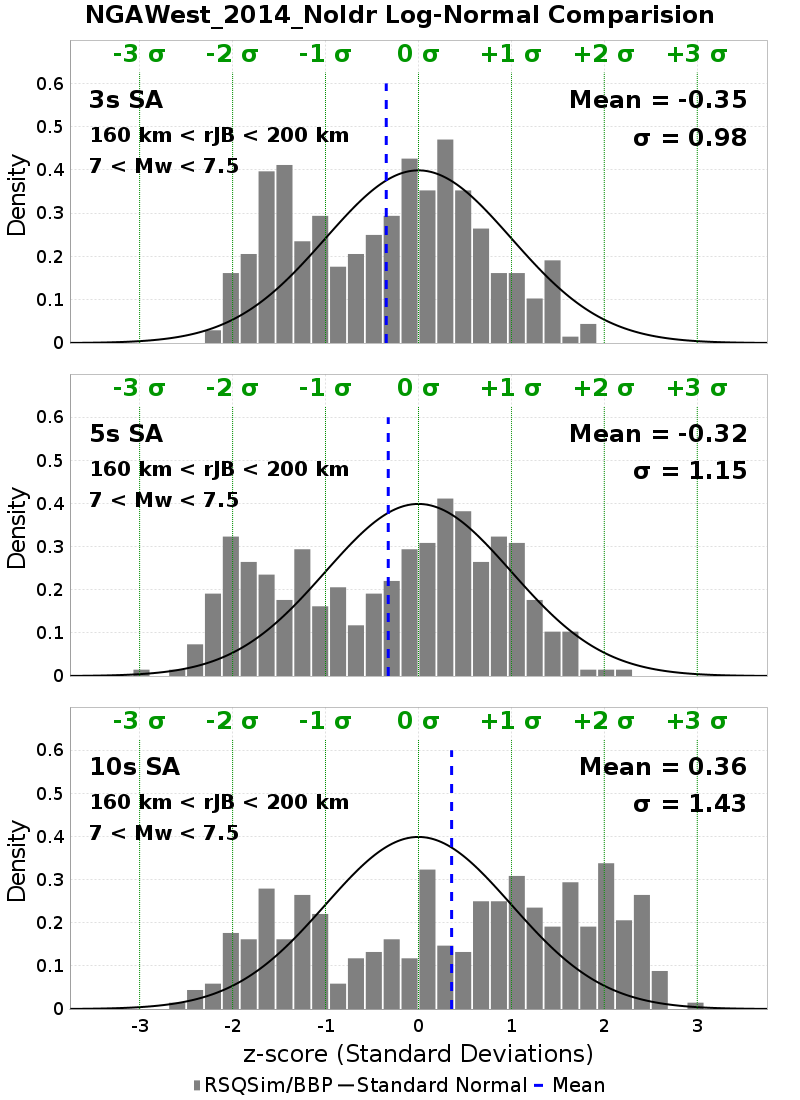 NGAWest_2014_NoIdr Log-Normal Comparision
-3 σ -2 σ -1 σ 0 σ +1 σ +2 σ +3 σ
3s SA
160 km < rJB < 200 km
7 < Mw < 7.5
Mean = -0.35
σ = 0.98
Density
0.6
0.5
0.4
0.3
0.2
0.1
0
-3 σ -2 σ -1 σ 0 σ +1 σ +2 σ +3 σ
5s SA
160 km < rJB < 200 km
7 < Mw < 7.5
Mean = -0.32
σ = 1.15
Density
0.6
0.5
0.4
0.3
0.2
0.1
0
-3 σ -2 σ -1 σ 0 σ +1 σ +2 σ +3 σ
10s SA
160 km < rJB < 200 km
7 < Mw < 7.5
Mean = 0.36
σ = 1.43
Density
0.6
0.5
0.4
0.3
0.2
0.1
0
-3 -2 -1 0 1 2 3
z-score (Standard Deviations)
RSQSim/BBP Standard Normal Mean